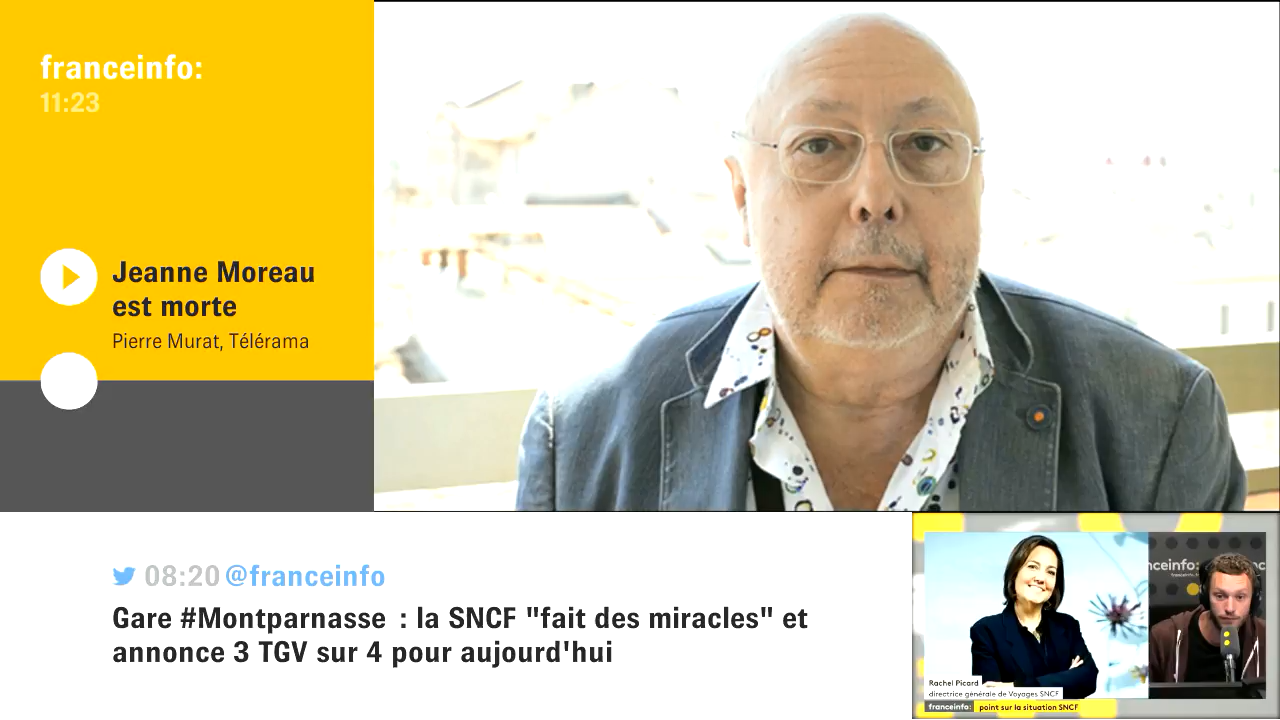 franceinfo:
11:23
Jeanne Moreau
est morte
Pierre Murat, Télérama
08:20 @franceinfo
Gare #Montparnasse : la SNCF "fait des miracles" et
annonce 3 TGV sur 4 pour aujourd'hui
nceinfo:
Rachel Picard
directrice générale de Voyages SNCF
franceinfo: point sur la situation SNCF